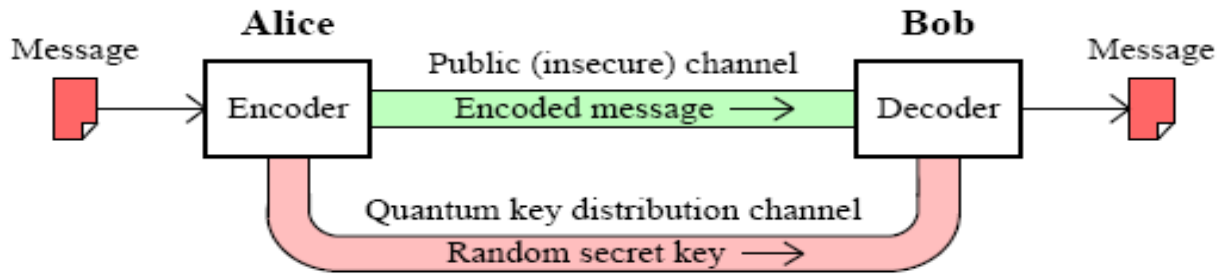 Alice
Bob
Message
Message
Public (insecure) channel
Encoder
Encoded message
Decoder
Quantum key distribution channel
Random secret key